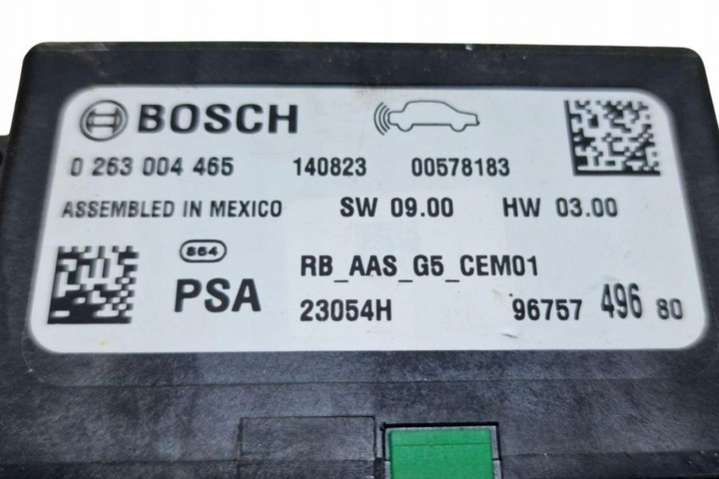 BOSCH
0 263 004 465 140823 00578183
ASSEMBLED IN MEXICO SW 09.00 HW 03.00
664 RB_AAS_G5_CEM01
PSA 23054H 96757 496 80